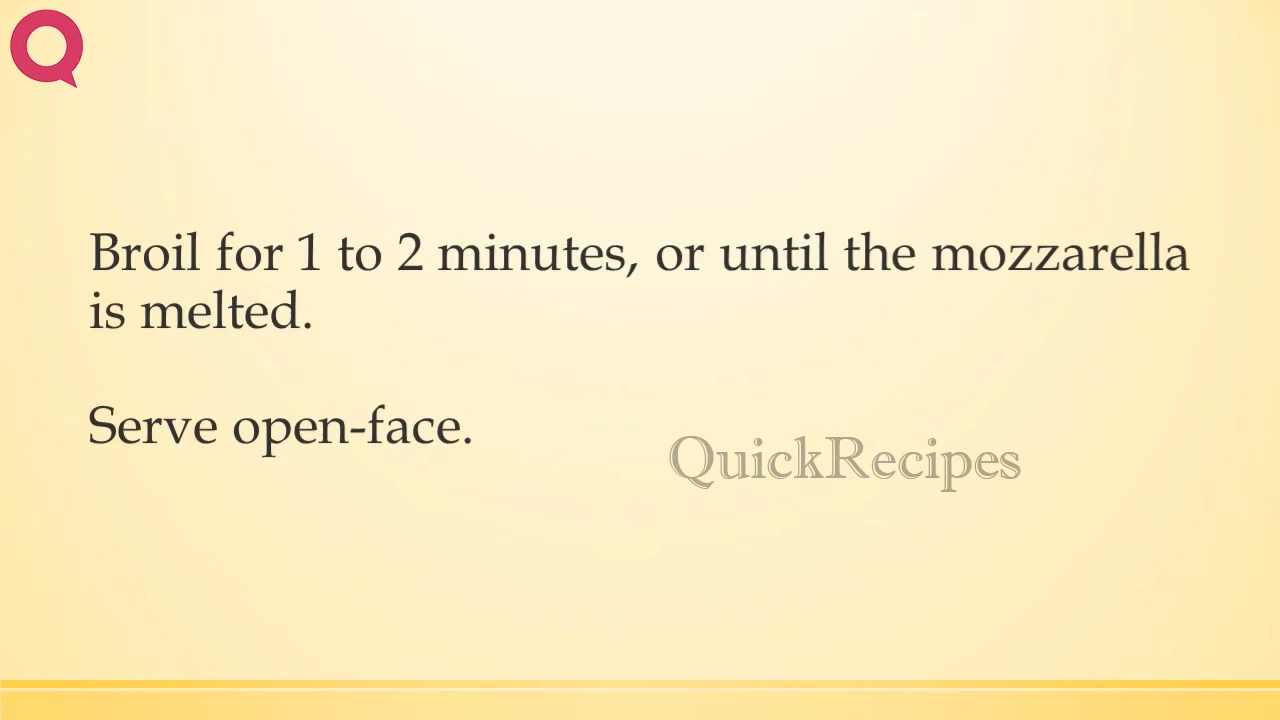 Broil for 1 to 2 minutes, or until the mozzarella
is melted.
Serve open-face.
QuickRecipes